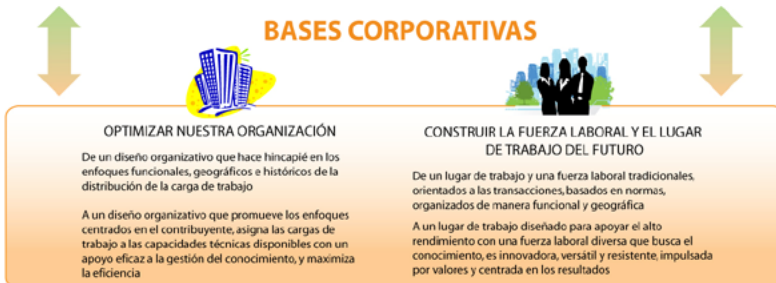 BASES CORPORATIVAS
OPTIMIZAR NUESTRA ORGANIZACIÓN
De un diseño organizativo que hace hincapié en los
enfoques funcionales, geográficos e históricos de la
distribución de la carga de trabajo
A un diseño organizativo que promueve los enfoques
centrados en el contribuyente, asigna las cargas de
trabajo a las capacidades técnicas disponibles con un
apoyo eficaz a la gestión del conocimiento, y maximiza
la eficiencia
CONSTRUIR LA FUERZA LABORAL Y EL LUGAR
DE TRABAJO DEL FUTURO
De un lugar de trabajo y una fuerza laboral tradicionales,
orientados a las transacciones, basados en normas,
organizados de manera funcional y geográfica
A un lugar de trabajo diseñado para apoyar el alto
rendimiento con una fuerza laboral diversa que busca el
conocimiento, es innovadora, versátil y resistente, impulsada
por valores y centrada en los resultados